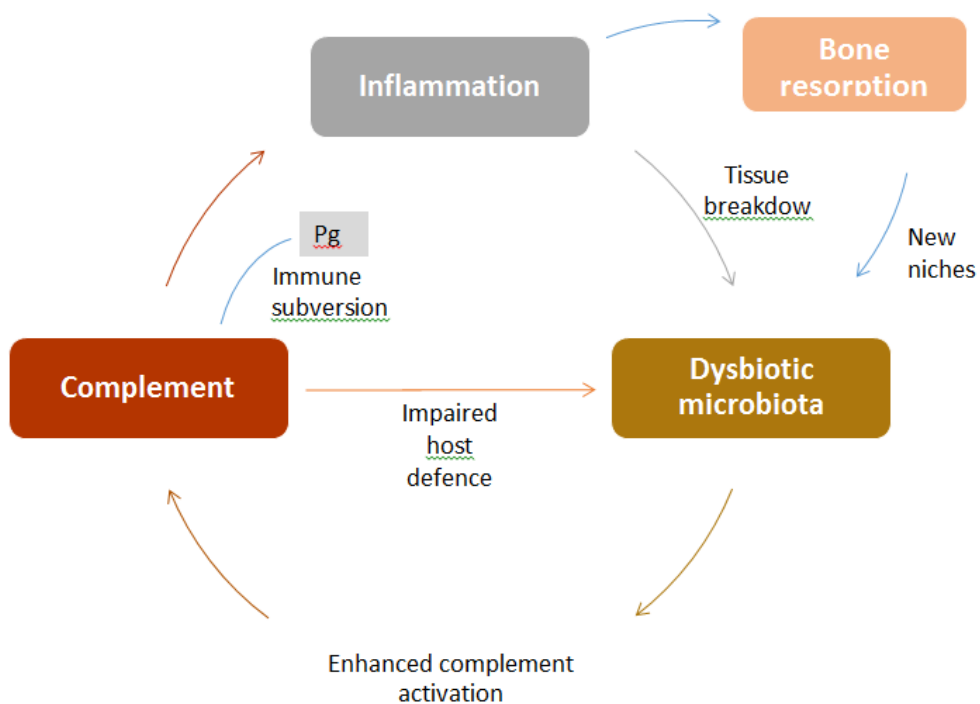 Inflammation
Bone
resorption
Tissue
breakdow
New
niches
Pg
Immune
subversion
Complement
Impaired
host
defence
Dysbiotic
microbiota
Enhanced complement
activation